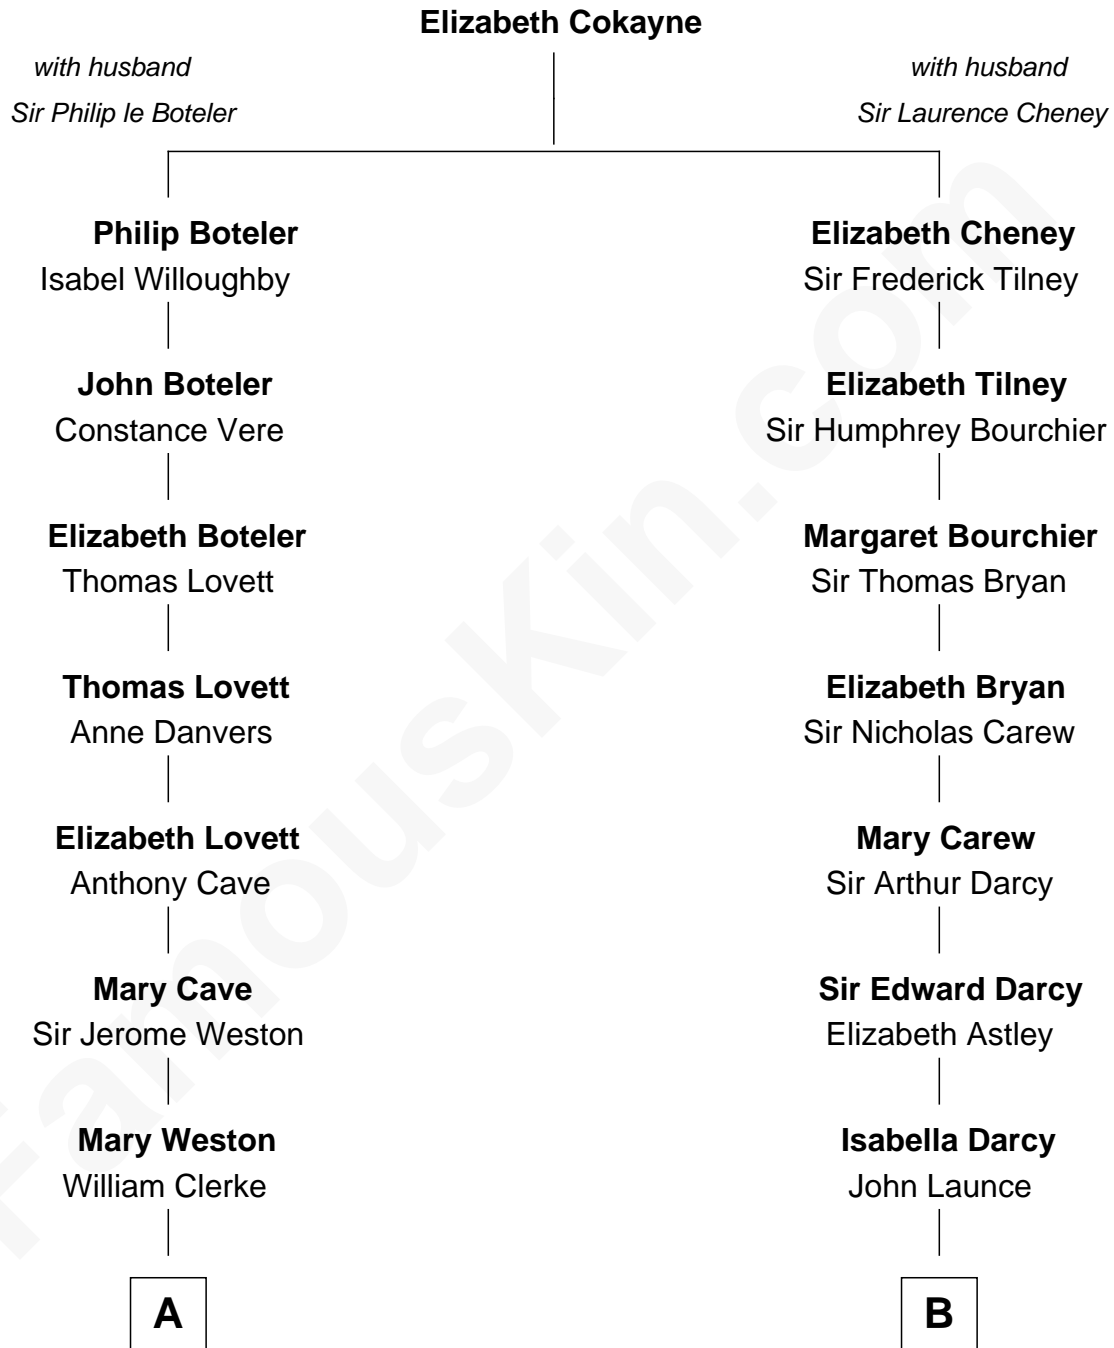 Elizabeth Cokayne
with husband
Sir Philip le Boteler
with husband
Sir Laurence Cheney
Philip Boteler
Isabel Willoughby
Elizabeth Cheney
Sir Frederick Tilney
John Boteler
Constance Vere
Elizabeth Tilney
Sir Humphrey Bourchier
Elizabeth Boteler
Thomas Lovett
Margaret Bourchier
Sir Thomas Bryan
Thomas Lovett
Anne Danvers
Elizabeth Bryan
Sir Nicholas Carew
Elizabeth Lovett
Anthony Cave
Mary Carew
Sir Arthur Darcy
Mary Cave
Sir Jerome Weston
Sir Edward Darcy
Elizabeth Astley
Mary Weston
William Clerke
Isabella Darcy
John Launce
A
B
FamousKin.com